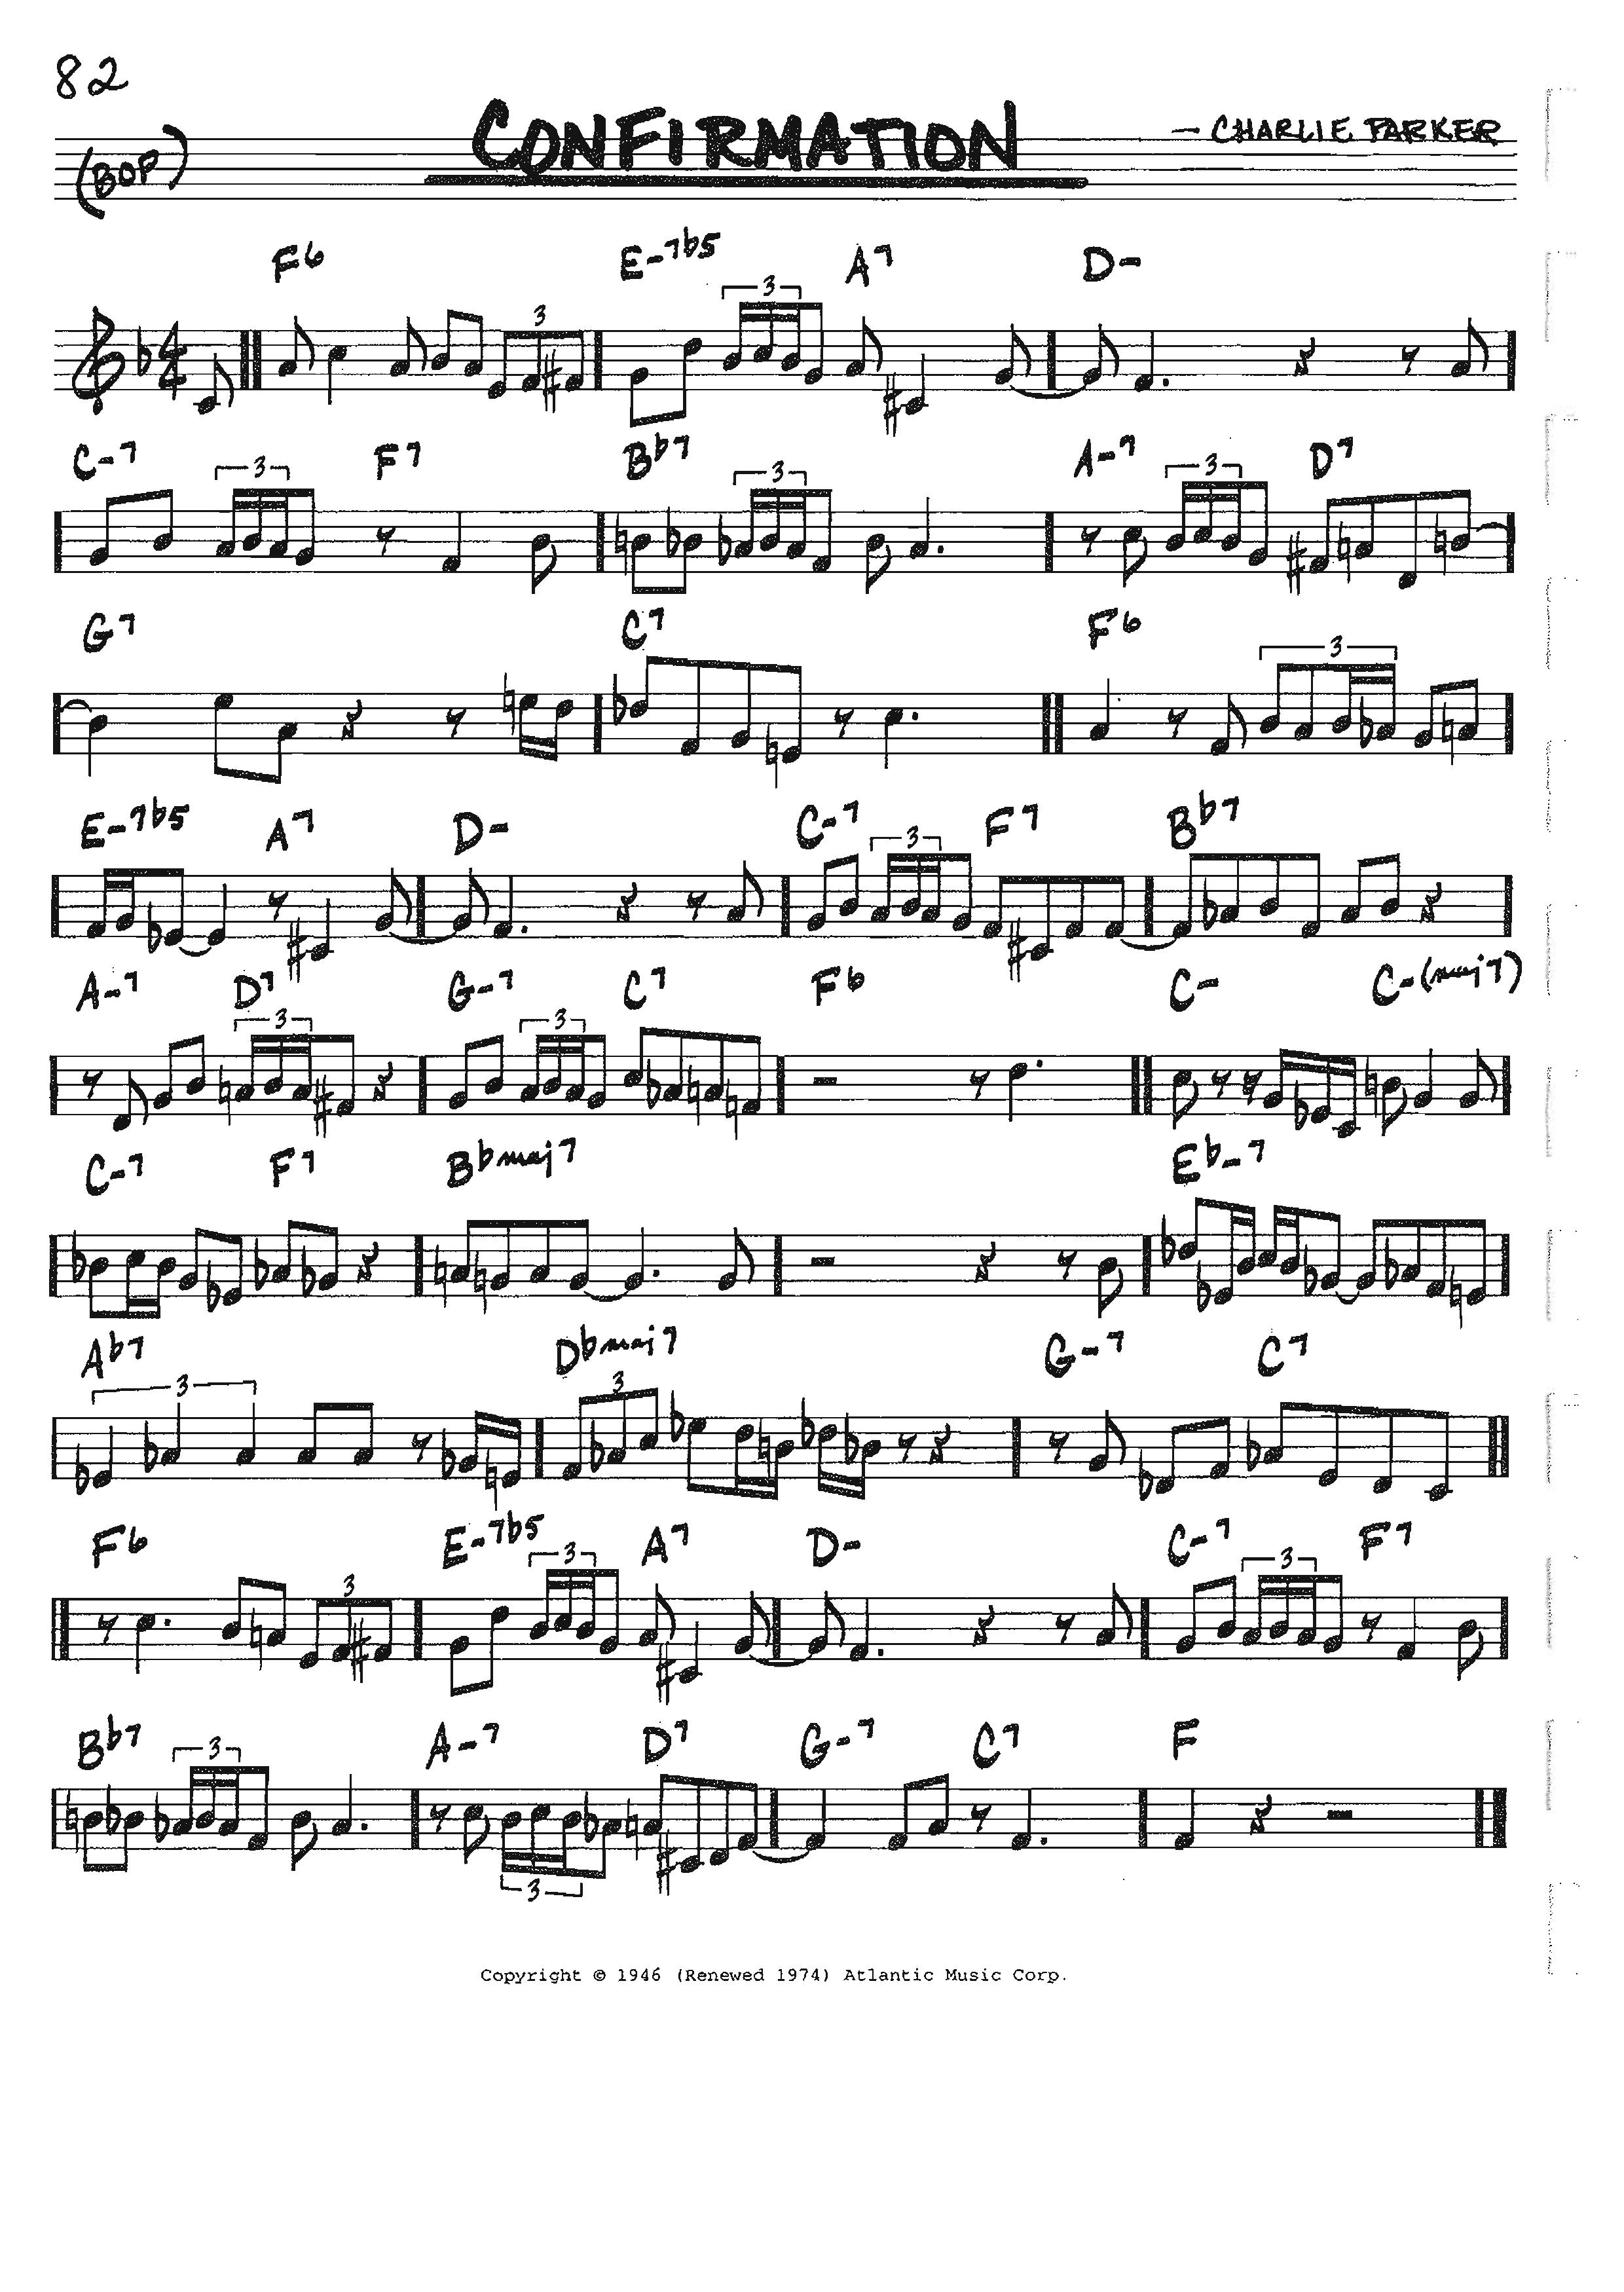 82
CONFIRMATION
– CHARLIE PARKER
(BOP)
F6 E-7b5 A7 D-
3 3
C-7 F7 Bb7 A-7 D7
3 3 3
G7 C7 F6
3
E-7b5 A7 D- C-7 F7 Bb7
3
A-7 D7 G-7 C7 F6 C- C-(maj7)
3 3
C-7 F7 Bbmaj7 Eb-7
Ab7 Dbmaj7 G-7 C7
3 3
F6 E-7b5 A7 D- C-7 F7
3 3 3
Bb7 A-7 D7 G-7 C7 F
3 3
Copyright © 1946 (Renewed 1974) Atlantic Music Corp.